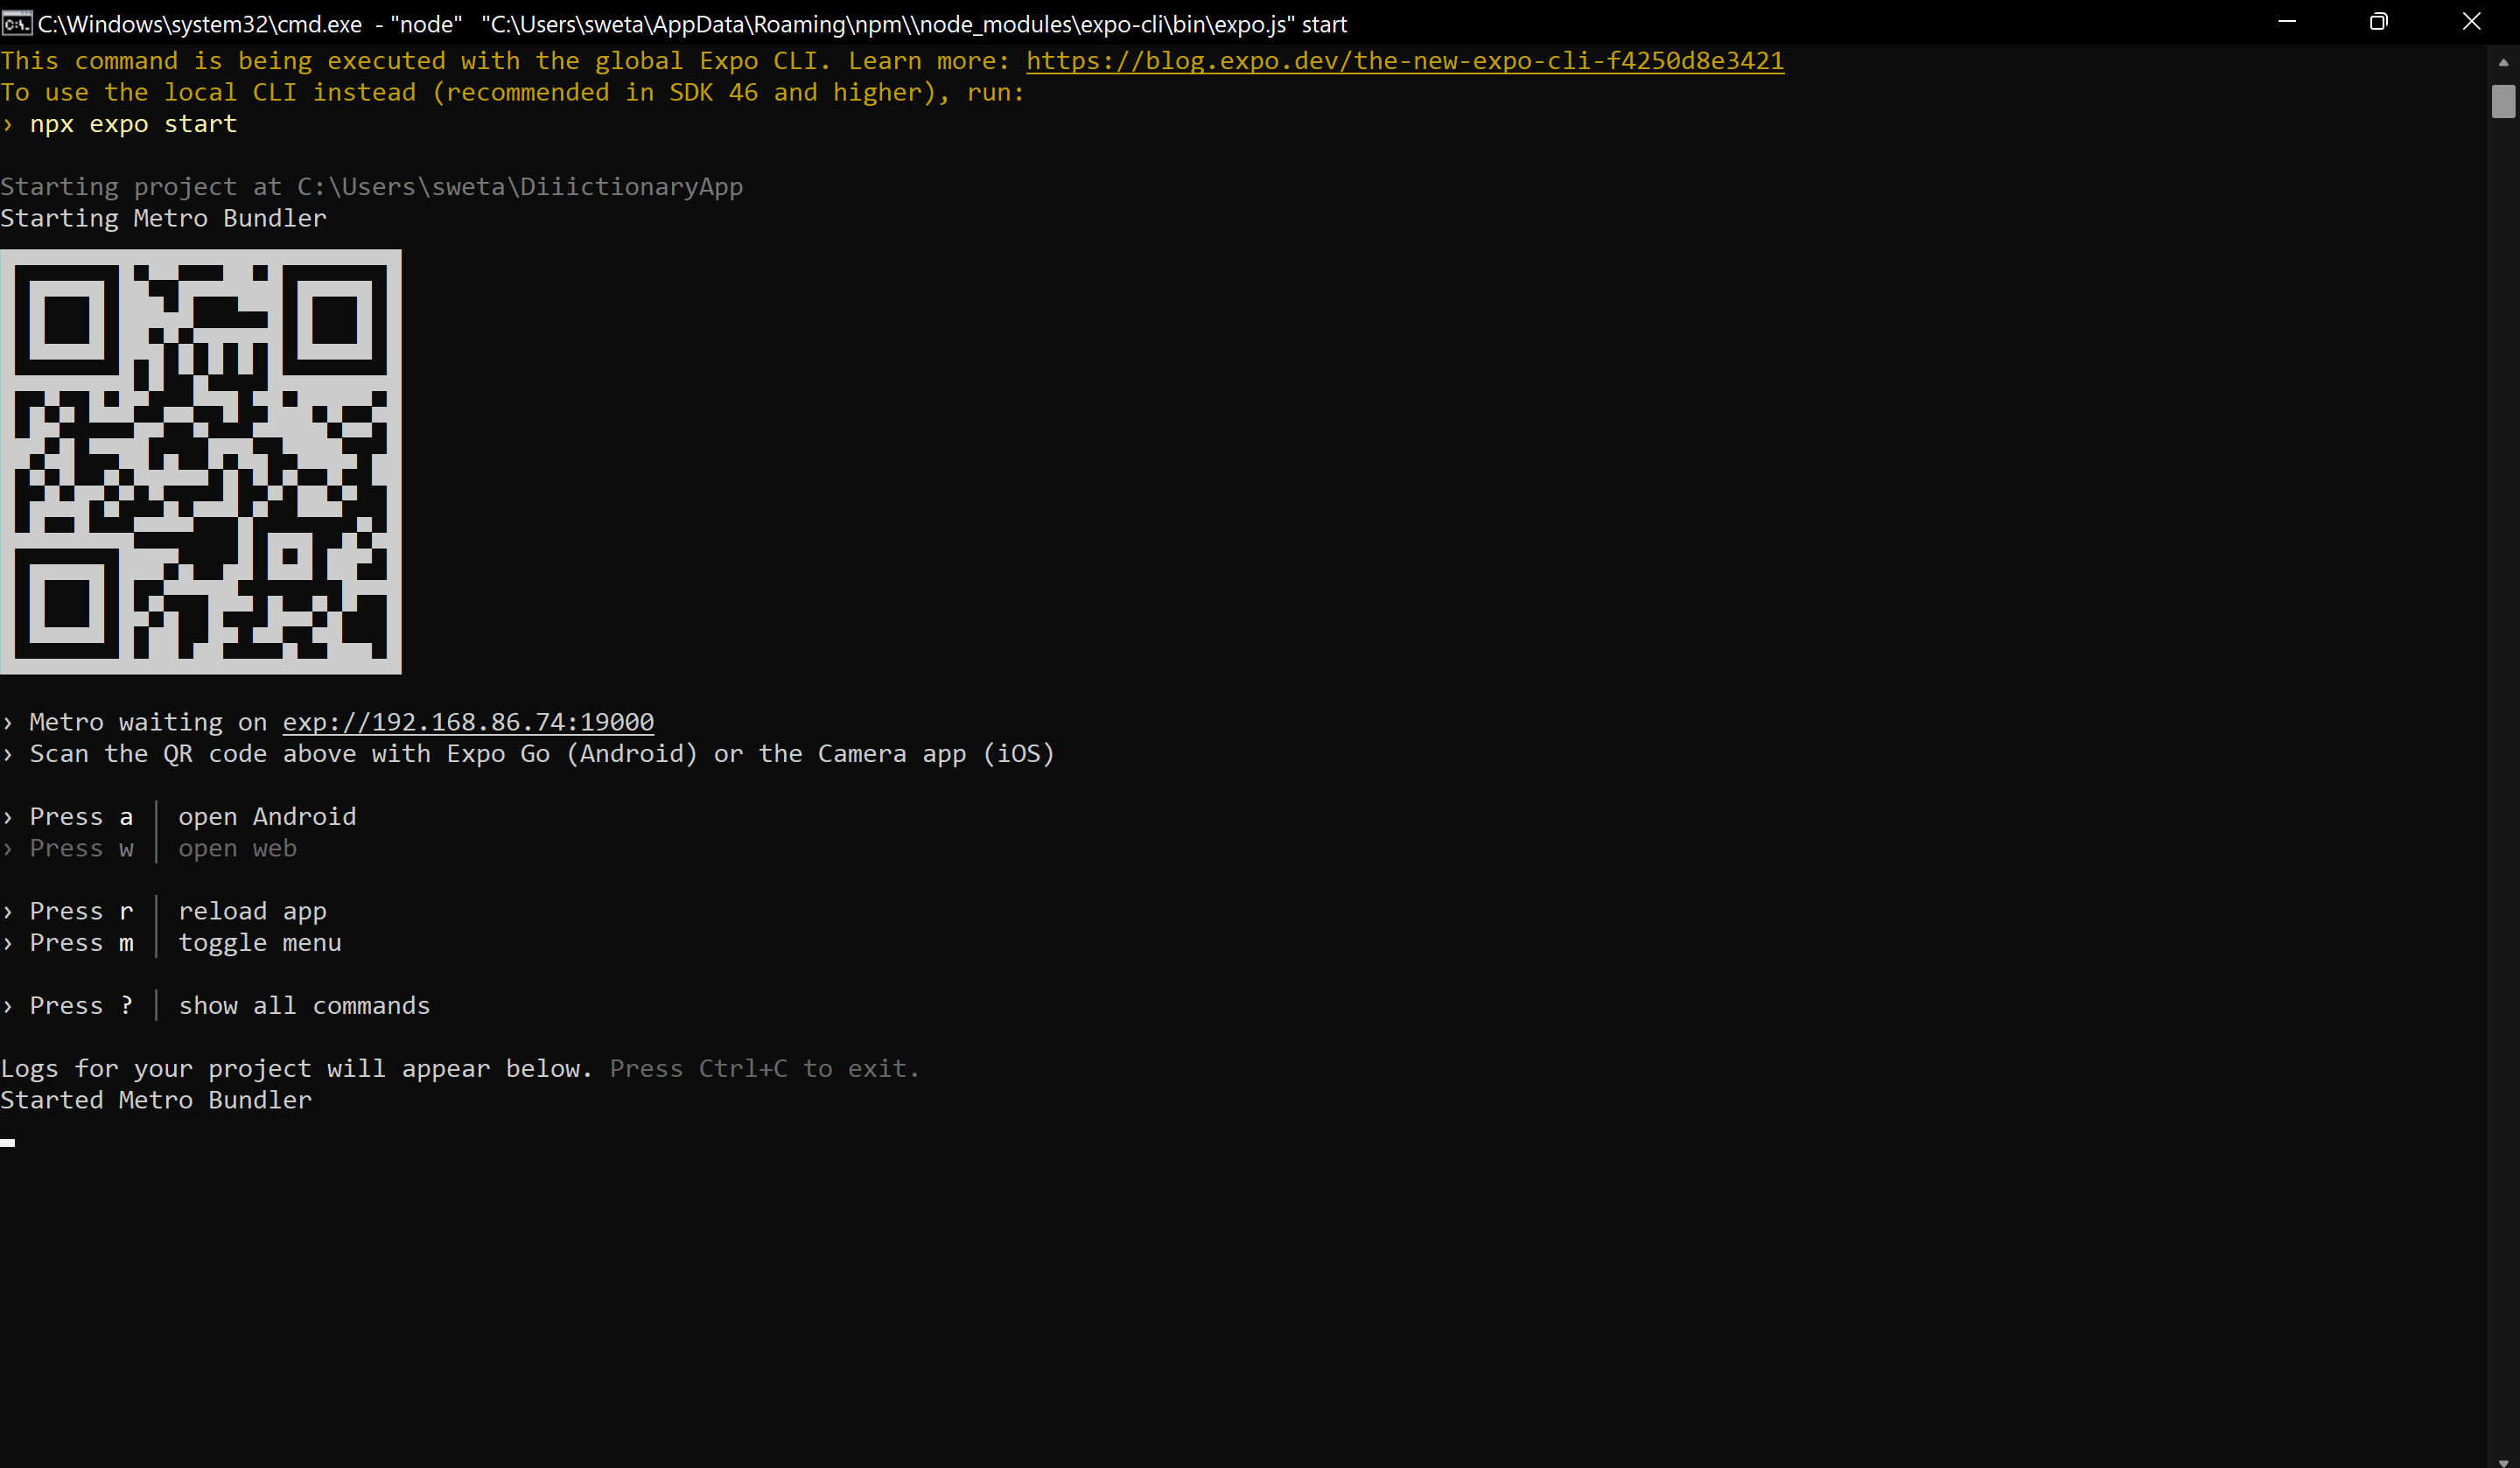 C:\Windows\system32\cmd.exe - "node" "C:\Users\sweta\AppData\Roaming\npm\\node_modules\expo-cli\bin\expo.js" start
This command is being executed with the global Expo CLI. Learn more: https://blog.expo.dev/the-new-expo-cli-f4250d8e3421
To use the local CLI instead (recommended in SDK 46 and higher), run:
› npx expo start
Starting project at C:\Users\sweta\DiiictionaryApp
Starting Metro Bundler
› Metro waiting on exp://192.168.86.74:19000
› Scan the QR code above with Expo Go (Android) or the Camera app (iOS)
› Press a │ open Android
› Press w │ open web
› Press r │ reload app
› Press m │ toggle menu
› Press ? │ show all commands
Logs for your project will appear below. Press Ctrl+C to exit.
Started Metro Bundler